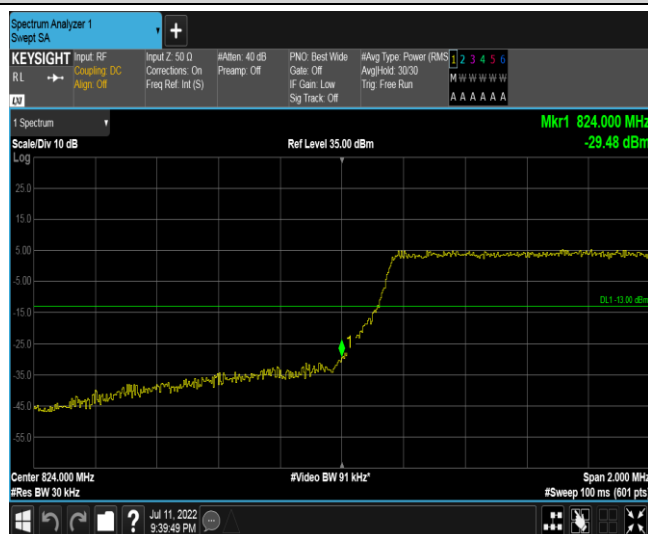 Spectrum Analyzer 1
Swept SA
+
KEYSIGHT
RL
LXI
Input: RF
Coupling: DC
Align: Off
Input Z: 50 Ω
Corrections: On
Freq Ref: Int (S)
#Atten: 40 dB
Preamp: Off
PNO: Best Wide
Gate: Off
IF Gain: Low
Sig Track: Off
#Avg Type: Power (RMS
Avg|Hold: 30/30
Trig: Free Run
1 2 3 4 5 6
M W W W W W
A A A A A A
1 Spectrum
Scale/Div 10 dB
Ref Level 35.00 dBm
Mkr1 824.000 MHz
-29.48 dBm
Log
25.0
15.0
5.00
-5.00
DL1 -13.00 dBm
-15.0
1
-25.0
-35.0
-45.0
-55.0
Center 824.000 MHz
#Video BW 91 kHz*
Span 2.000 MHz
#Res BW 30 kHz
#Sweep 100 ms (601 pts)
?
Jul 11, 2022
9:39:49 PM